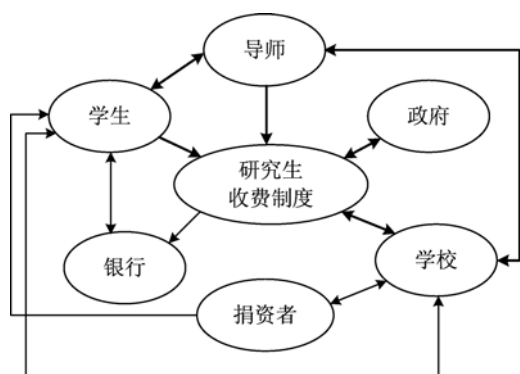 导师
学生
政府
研究生
收费制度
银行
学校
捐资者